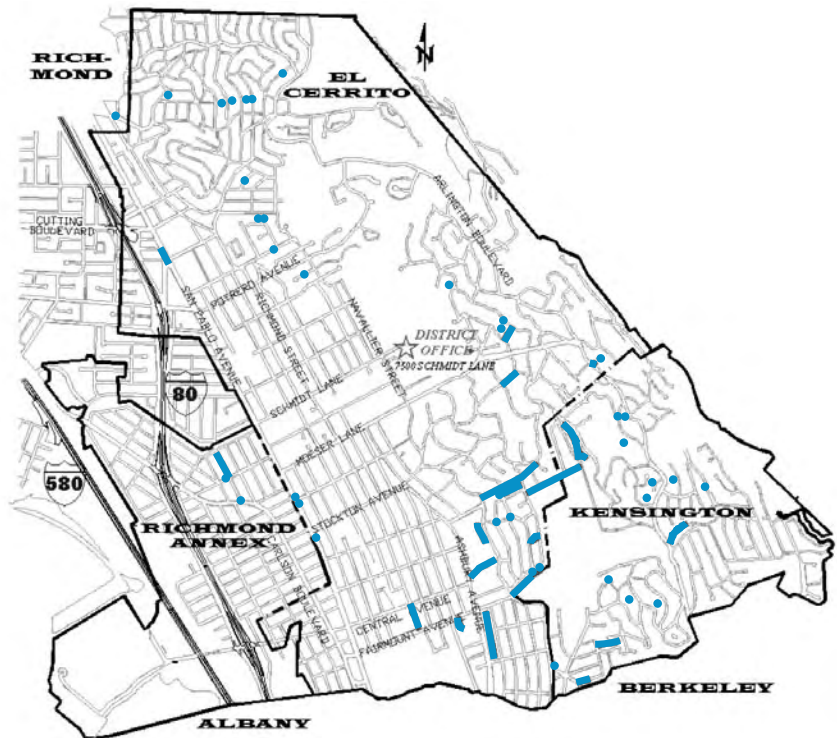 RICH-
MOND
EL
CERRITO
N
CUTTING
BOULEVARD
ARLINGTON BOULEVARD
POTRERO AVENUE
SAN PABLO AVENUE
RICHMOND STREET
NAVALLIER STREET
DISTRICT
OFFICE
7500 SCHMIDT LANE
SCHMIDT LANE
80
MOESER LANE
580
STOCKTON AVENUE
RICHMOND
ANNEX
KENSINGTON
CARLSON BOULEVARD
ASHBURY AVENUE
CENTRAL AVENUE
FAIRMOUNT AVENUE
BERKELEY
ALBANY